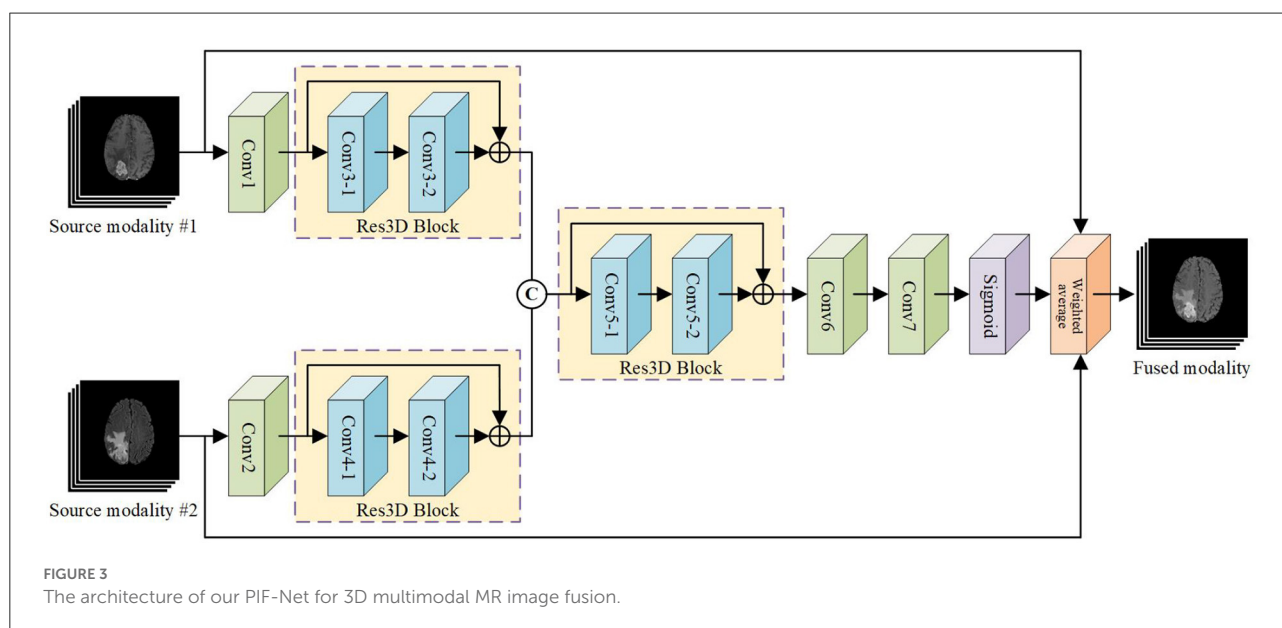 Source modality #1
Conv1
Conv3-1
Conv3-2
Res3D Block
Source modality #2
Conv2
Conv4-1
Conv4-2
Res3D Block
C
Conv5-1
Conv5-2
Res3D Block
Conv6
Conv7
Sigmoid
Weighted
average
Fused modality
FIGURE 3
The architecture of our PIF-Net for 3D multimodal MR image fusion.